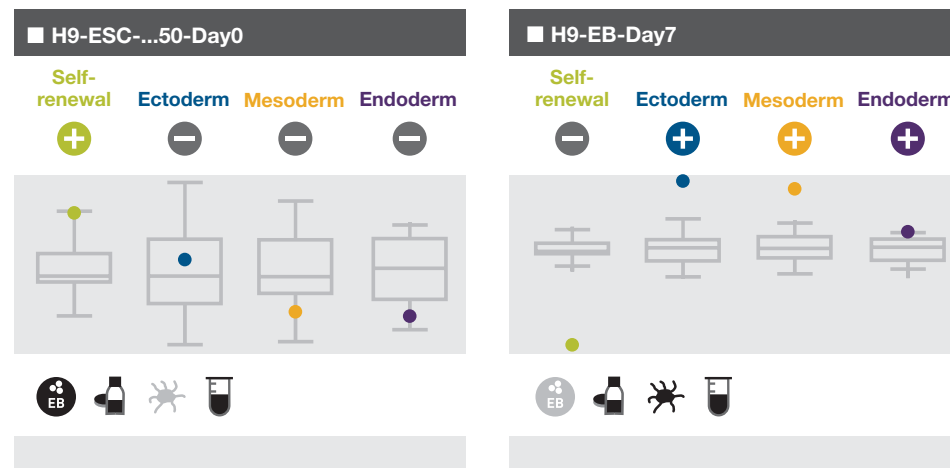 ■ H9-ESC-...50-Day0
Self-
renewal Ectoderm Mesoderm Endoderm
EB
■ H9-EB-Day7
Self-
renewal Ectoderm Mesoderm Endoderm
EB